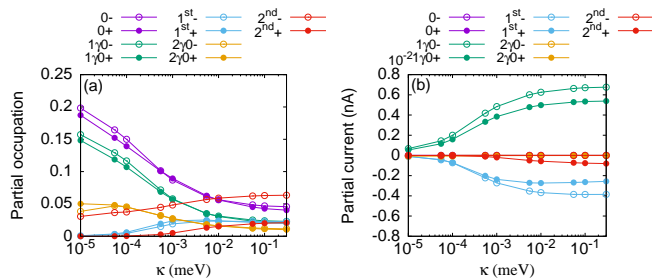 0-
0+
1γ0-
1γ0+
1ˢᵗ-
1ˢᵗ+
2γ0-
2γ0+
2ⁿᵈ-
2ⁿᵈ+
(a)
Partial occupation
0.25
0.2
0.15
0.1
0.05
0
10⁻⁵ 10⁻⁴ 10⁻³ 10⁻² 10⁻¹
κ (meV)
0-
0+
1γ0-
10⁻²1γ0+
1ˢᵗ-
1ˢᵗ+
2γ0-
2γ0+
2ⁿᵈ-
2ⁿᵈ+
(b)
Partial current (nA)
0.8
0.6
0.4
0.2
0
-0.2
-0.4
-0.6
-0.8
10⁻⁵ 10⁻⁴ 10⁻³ 10⁻² 10⁻¹
κ (meV)